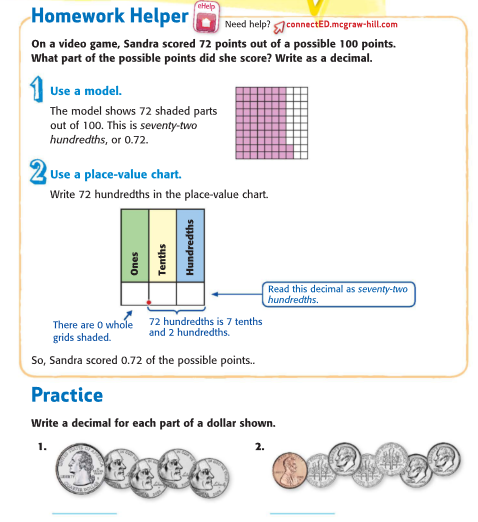 Homework Helper
eHelp
Need help? connectED.mcgraw-hill.com
On a video game, Sandra scored 72 points out of a possible 100 points.
What part of the possible points did she score? Write as a decimal.
1 Use a model.
The model shows 72 shaded parts
out of 100. This is seventy-two
hundredths, or 0.72.
2 Use a place-value chart.
Write 72 hundredths in the place-value chart.
Ones
Tenths
Hundredths
Read this decimal as seventy-two
hundredths.
There are 0 whole
grids shaded.
72 hundredths is 7 tenths
and 2 hundredths.
So, Sandra scored 0.72 of the possible points..
Practice
Write a decimal for each part of a dollar shown.
1.
2.